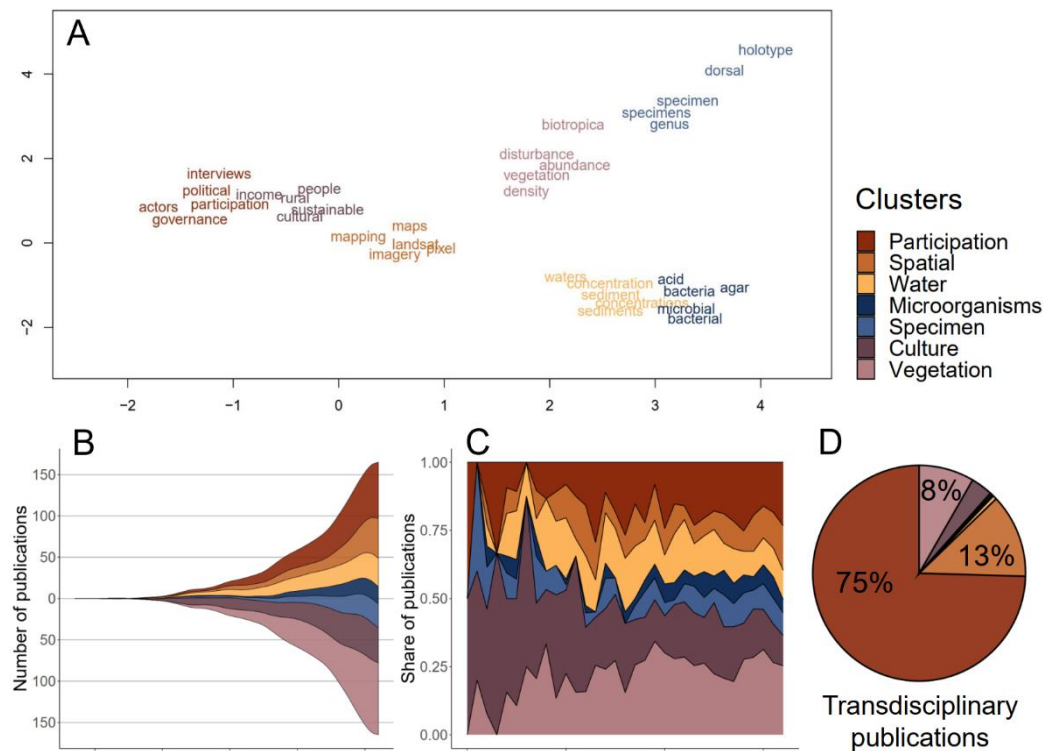 A
holotype
dorsal
specimen
specimens
genus
biotropica
disturbance
abundance
vegetation
density
interviews
political
income
people
rural
actors
participation
sustainable
governance
cultural
maps
mapping
landsat
pixel
imagery
waters
concentration
acid
agar
sediment
bacteria
concentrations
sediments
microbial
bacterial
4
2
0
−2
−2
−1
0
1
2
3
4
Clusters
Participation
Spatial
Water
Microorganisms
Specimen
Culture
Vegetation
B
Number of publications
150
100
50
0
50
100
150
C
Share of publications
1.00
0.75
0.50
0.25
0.00
D
8%
13%
75%
Transdisciplinary
publications